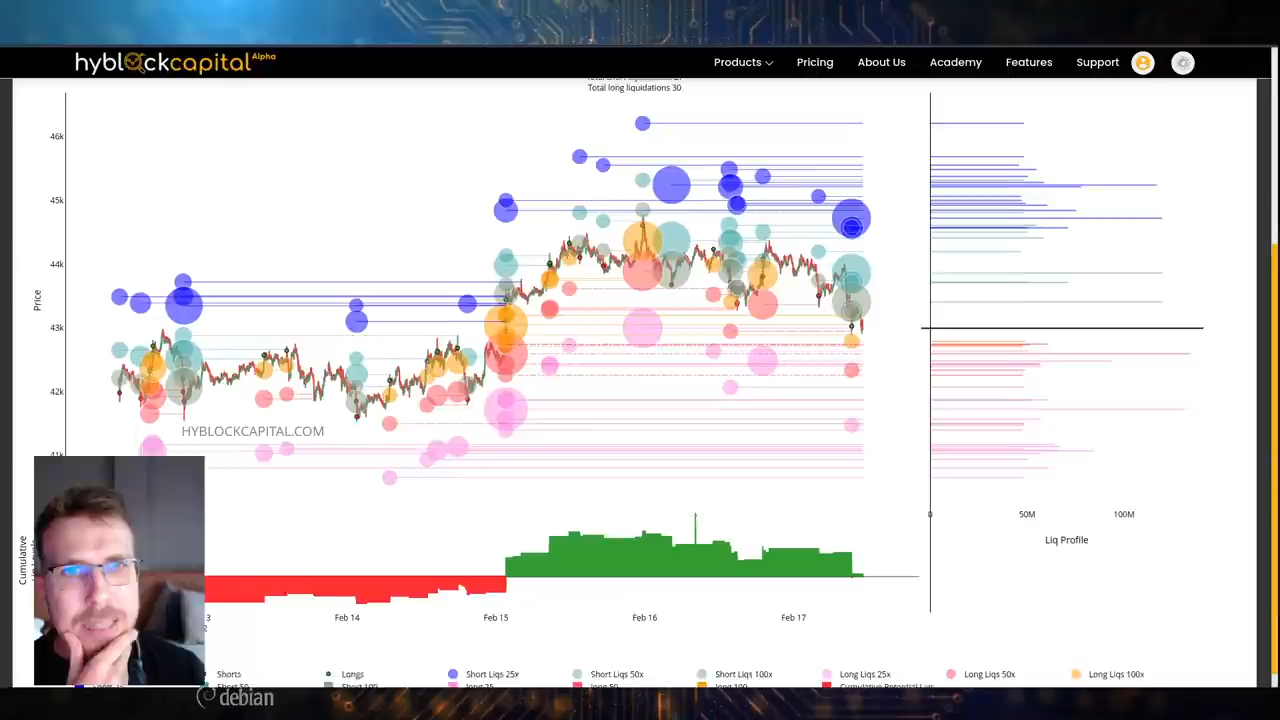 hyblockcapital Alpha
Products Pricing About Us Academy Features Support
Total long liquidations 30
46k
45k
44k
43k
42k
41k
Price
HYBLOCKCAPITAL.COM
0 50M 100M
Liq Profile
Cumulative
Feb 14 Feb 15 Feb 16 Feb 17
Shorts Longs Short Liqs 25x Short Liqs 50x Short Liqs 100x Long Liqs 25x Long Liqs 50x Long Liqs 100x
debian